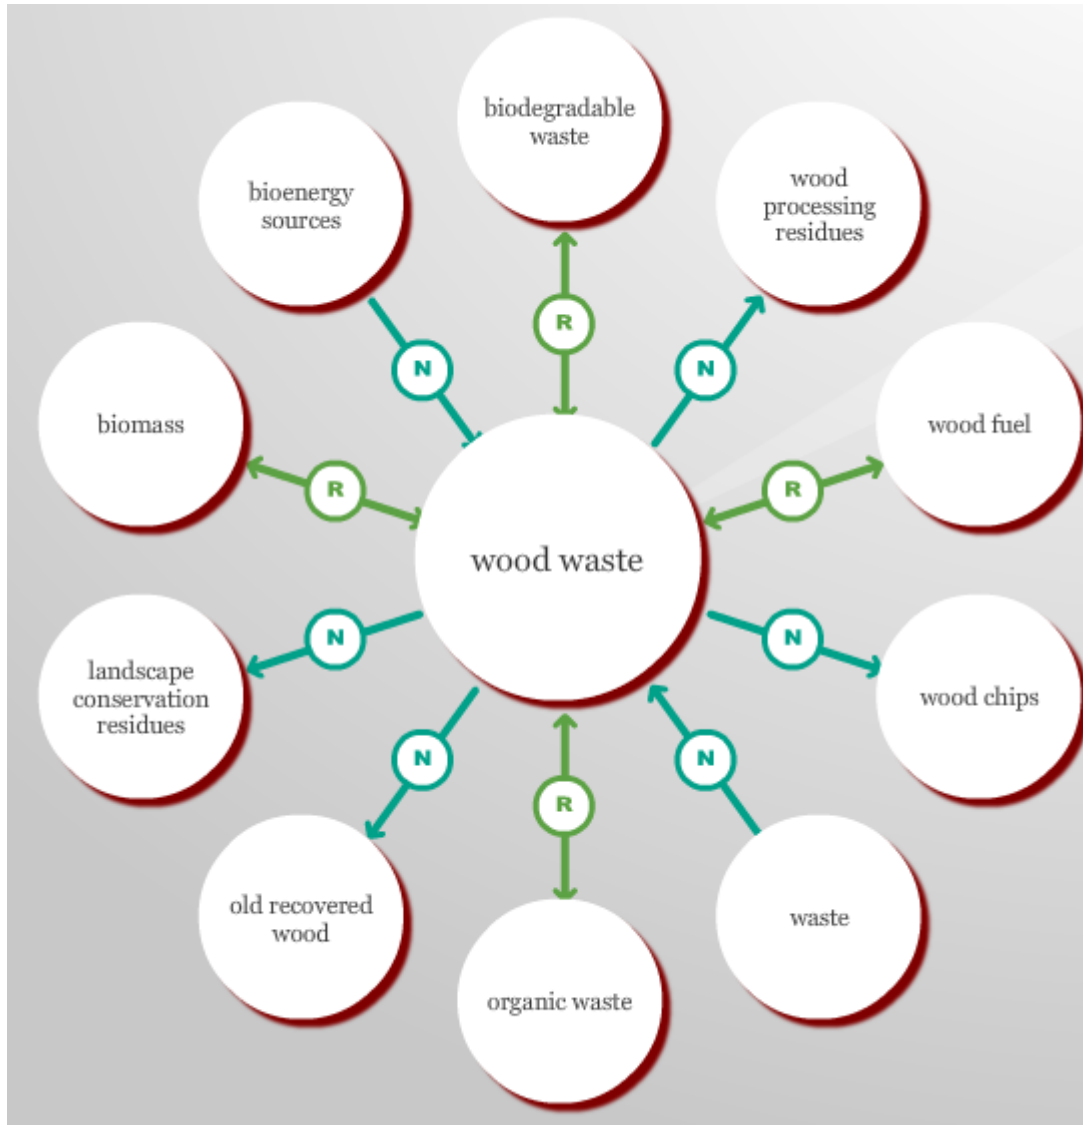 biodegradable
waste
bioenergy
sources
wood
processing
residues
R
N
N
biomass
wood fuel
R
R
wood waste
N
N
landscape
conservation
residues
wood chips
N
N
R
old recovered
wood
waste
organic waste